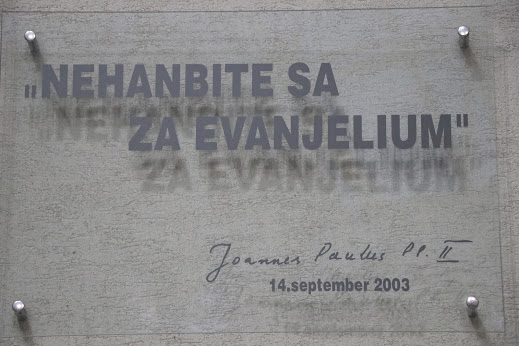 „NEHANBITE SA
ZA EVANJELIUM"
Joannes Paulus PP. II
14.september 2003